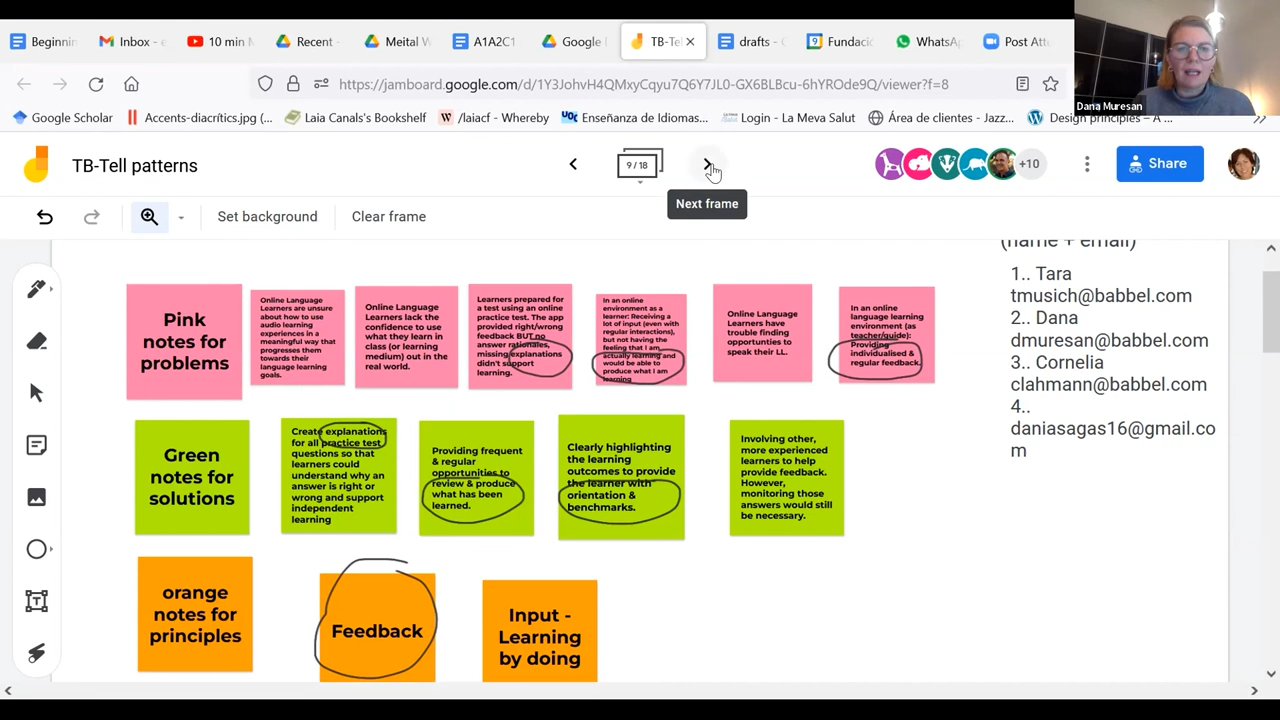 Beginnin
Inbox -
10 min
Recent -
Meital W
A1A2C1
Google
TB-Tel
drafts -
Fundació
WhatsA
Post Att
https://jamboard.google.com/d/1Y3JohvH4QMxyCqyu7Q6Y7JL0-GX6BLBcu-6hYROde9Q/viewer?f=8
Dana Muresan
Google Scholar
Accents-diacrítics.jpg (...
Laia Canals's Bookshelf
/laiacf - Whereby
UOC
Enseñanza de Idiomas...
Login - La Meva Salut
Área de clientes - Jazz...
Design principles – A ...
TB-Tell patterns
9 / 18
+10
Share
Next frame
Set background
Clear frame
(name + email)
1.. Tara
tmusich@babbel.com
2.. Dana
dmuresan@babbel.com
3.. Cornelia
clahmann@babbel.com
4..
daniasagas16@gmail.co
m
Pink
notes for
problems
Online Language
Learners are unsure
about how to use
audio learning
experiences in a
meaningful way that
progresses them
towards their
language learning
goals.
Online Language
Learners lack the
confidence to use
what they learn in
class (or learning
medium) out in the
real world.
Learners prepared for
a test using an online
practice test. The app
provided right/wrong
feedback BUT no
answer rationales,
missing explanations
didn't support
learning.
In an online
environment as a
learner: Receiving a
lot of input (even with
regular interactions),
but not having the
feeling that I am
actually learning and
would be able to
produce what I am
learning
Online Language
Learners have
trouble finding
opportunities to
speak their LL.
In an online
language learning
environment (as
teacher/guide):
Providing
individualised &
regular feedback.
Green
notes for
solutions
Create explanations
for all practice test
questions so that
learners could
understand why an
answer is right or
wrong and support
independent
learning
Providing frequent
& regular
opportunities to
review & produce
what has been
learned.
Clearly highlighting
the learning
outcomes to provide
the learner with
orientation &
benchmarks.
Involving other,
more experienced
learners to help
provide feedback.
However,
monitoring those
answers would still
be necessary.
orange
notes for
principles
Feedback
Input -
Learning
by doing